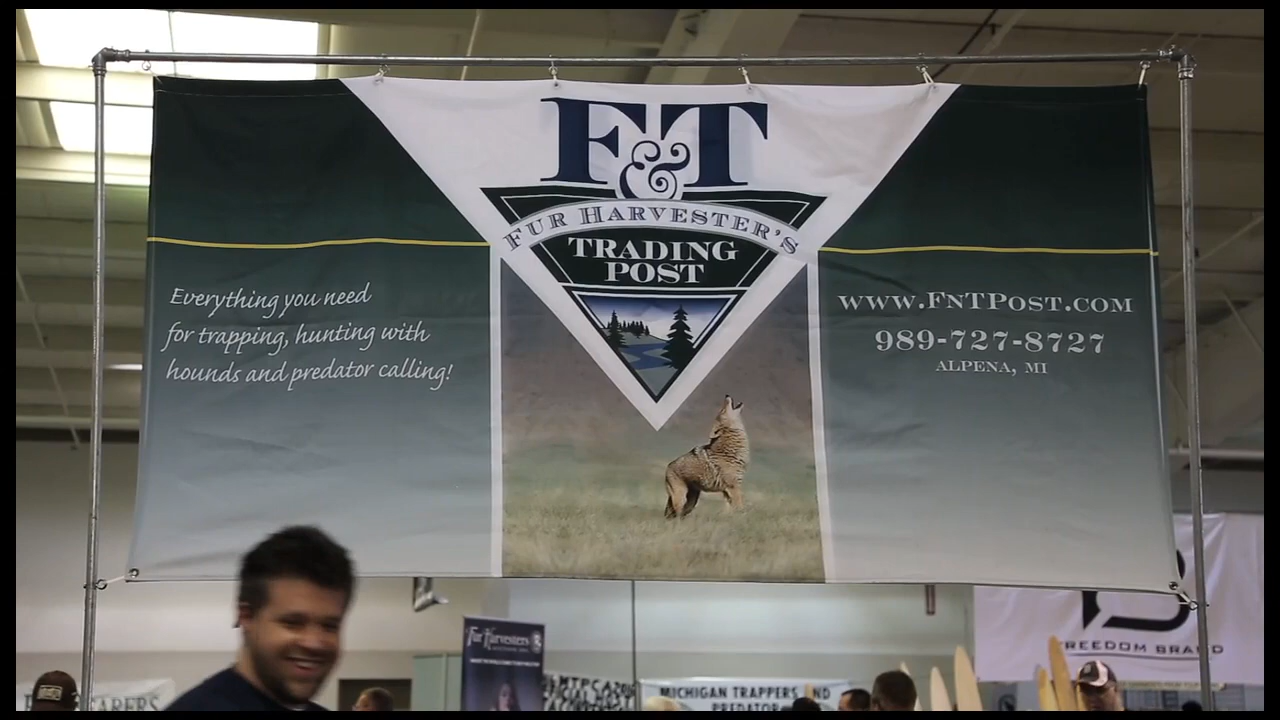 F&T
FUR HARVESTER'S
TRADING
POST
Everything you need
for trapping, hunting with
hounds and predator calling!
WWW.FNTPOST.COM
989-727-8727
ALPENA, MI
Fur Harvesters
FREEDOM BRAND
MICHIGAN TRAPPERS AND
PREDATOR